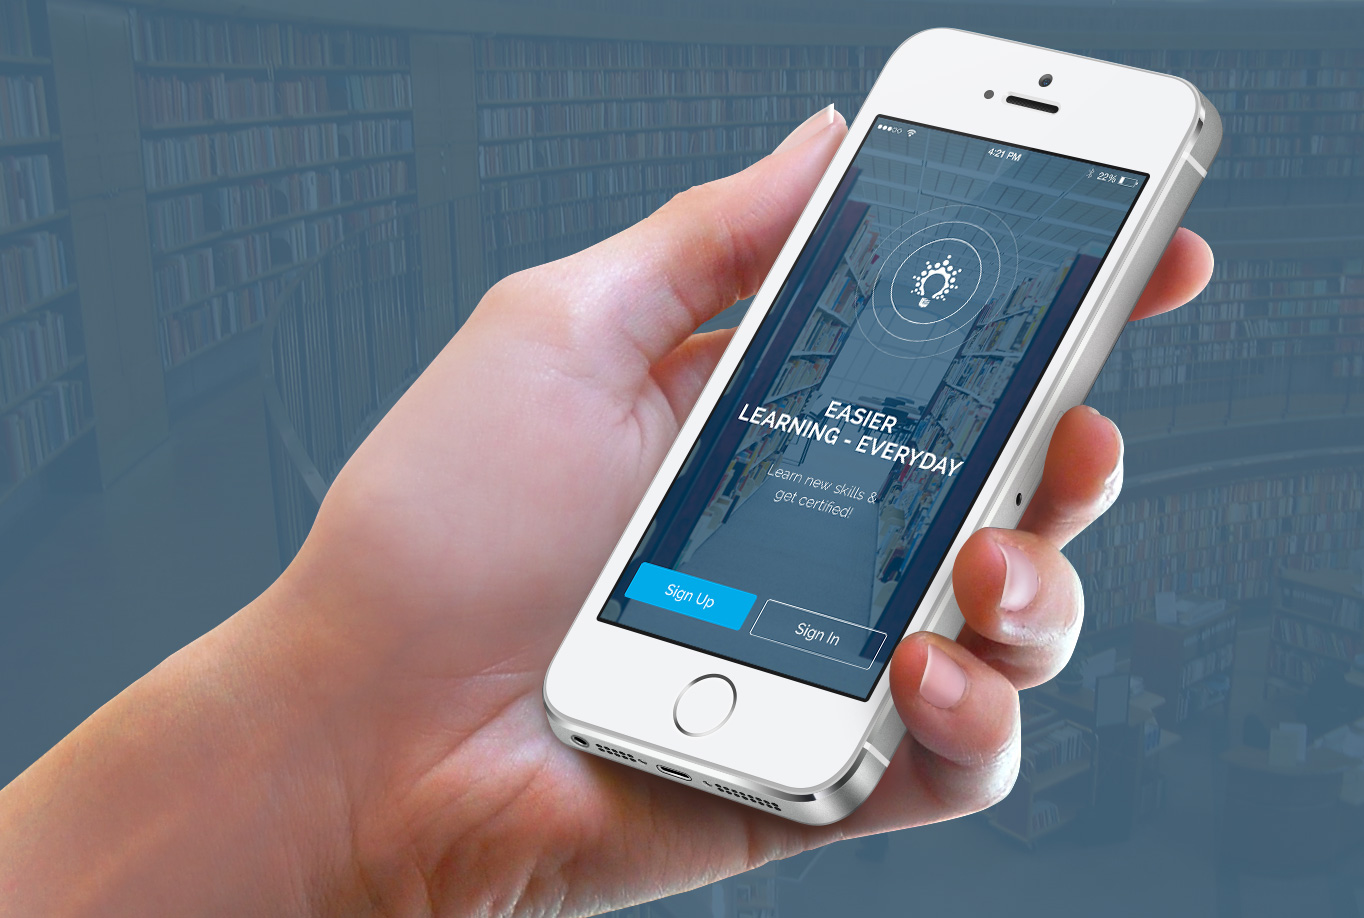 4:21 PM
22%
EASIER
LEARNING - EVERYDAY
Learn new skills &
get certified!
Sign Up
Sign In